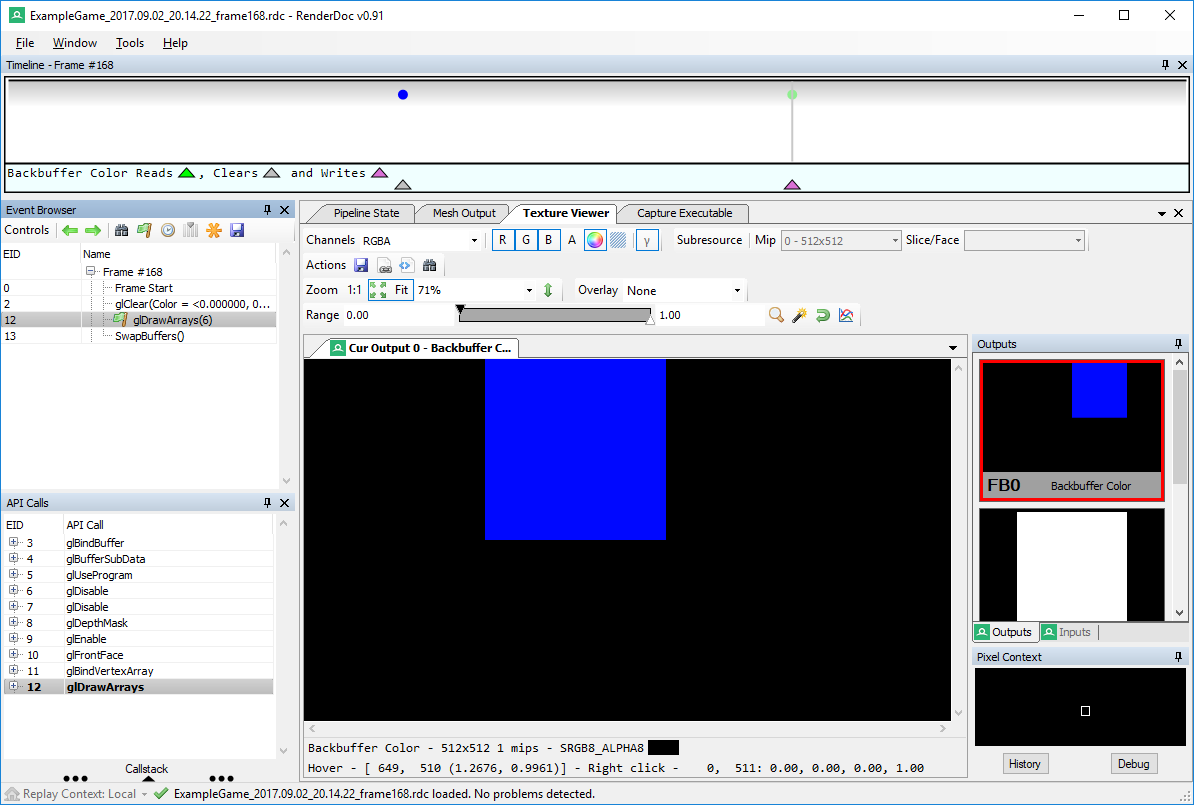 ExampleGame_2017.09.02_20.14.22_frame168.rdc - RenderDoc v0.91
File Window Tools Help
Timeline - Frame #168
Backbuffer Color Reads , Clears and Writes
Event Browser
Controls
EID Name
Frame #168
0 Frame Start
2 glClear(Color = <0.000000, 0...
12 glDrawArrays(6)
13 SwapBuffers()
API Calls
EID API Call
3 glBindBuffer
4 glBufferSubData
5 glUseProgram
6 glDisable
7 glDisable
8 glDepthMask
9 glEnable
10 glFrontFace
11 glBindVertexArray
12 glDrawArrays
Callstack
Pipeline State Mesh Output Texture Viewer Capture Executable
Channels RGBA R G B A γ Subresource Mip 0 - 512x512 Slice/Face
Actions
Zoom 1:1 Fit 71% Overlay None
Range 0.00 1.00
Cur Output 0 - Backbuffer C...
Backbuffer Color - 512x512 1 mips - SRGB8_ALPHA8
Hover - [ 649, 510 (1.2676, 0.9961)] - Right click - 0, 511: 0.00, 0.00, 0.00, 1.00
Outputs
FB0 Backbuffer Color
Outputs Inputs
Pixel Context
History Debug
Replay Context: Local ExampleGame_2017.09.02_20.14.22_frame168.rdc loaded. No problems detected.